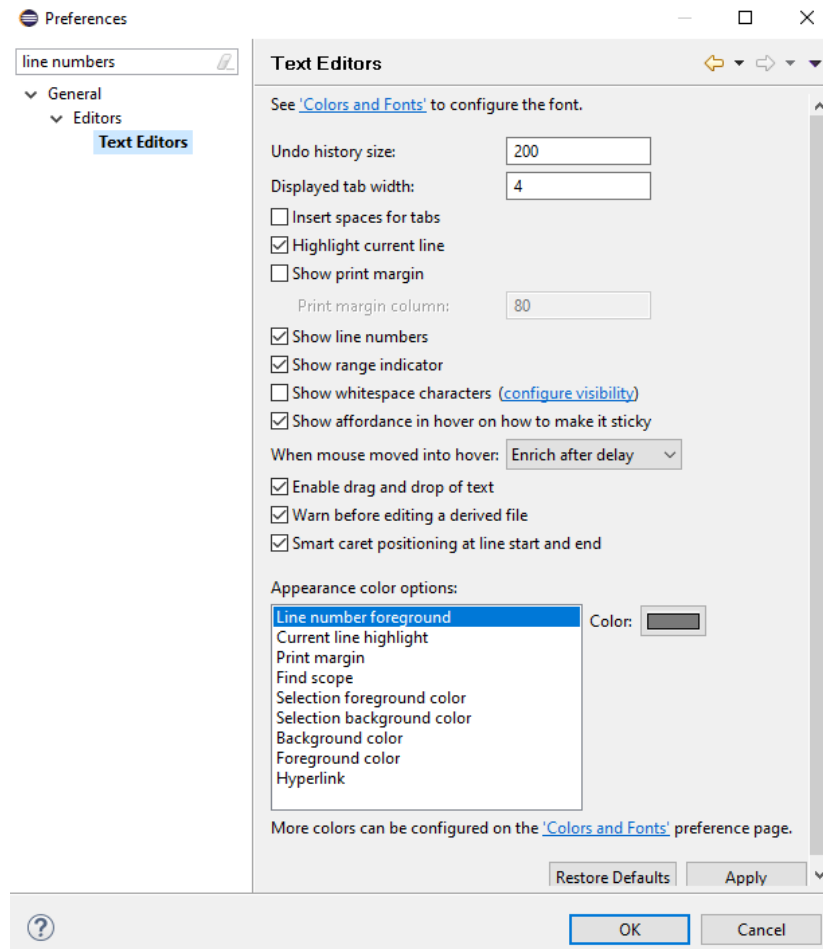 Preferences
line numbers
General
Editors
Text Editors
Text Editors
See 'Colors and Fonts' to configure the font.
Undo history size: 200
Displayed tab width: 4
Insert spaces for tabs
Highlight current line
Show print margin
Print margin column: 80
Show line numbers
Show range indicator
Show whitespace characters (configure visibility)
Show affordance in hover on how to make it sticky
When mouse moved into hover: Enrich after delay
Enable drag and drop of text
Warn before editing a derived file
Smart caret positioning at line start and end
Appearance color options:
Line number foreground
Color:
Current line highlight
Print margin
Find scope
Selection foreground color
Selection background color
Background color
Foreground color
Hyperlink
More colors can be configured on the 'Colors and Fonts' preference page.
Restore Defaults Apply
? OK Cancel